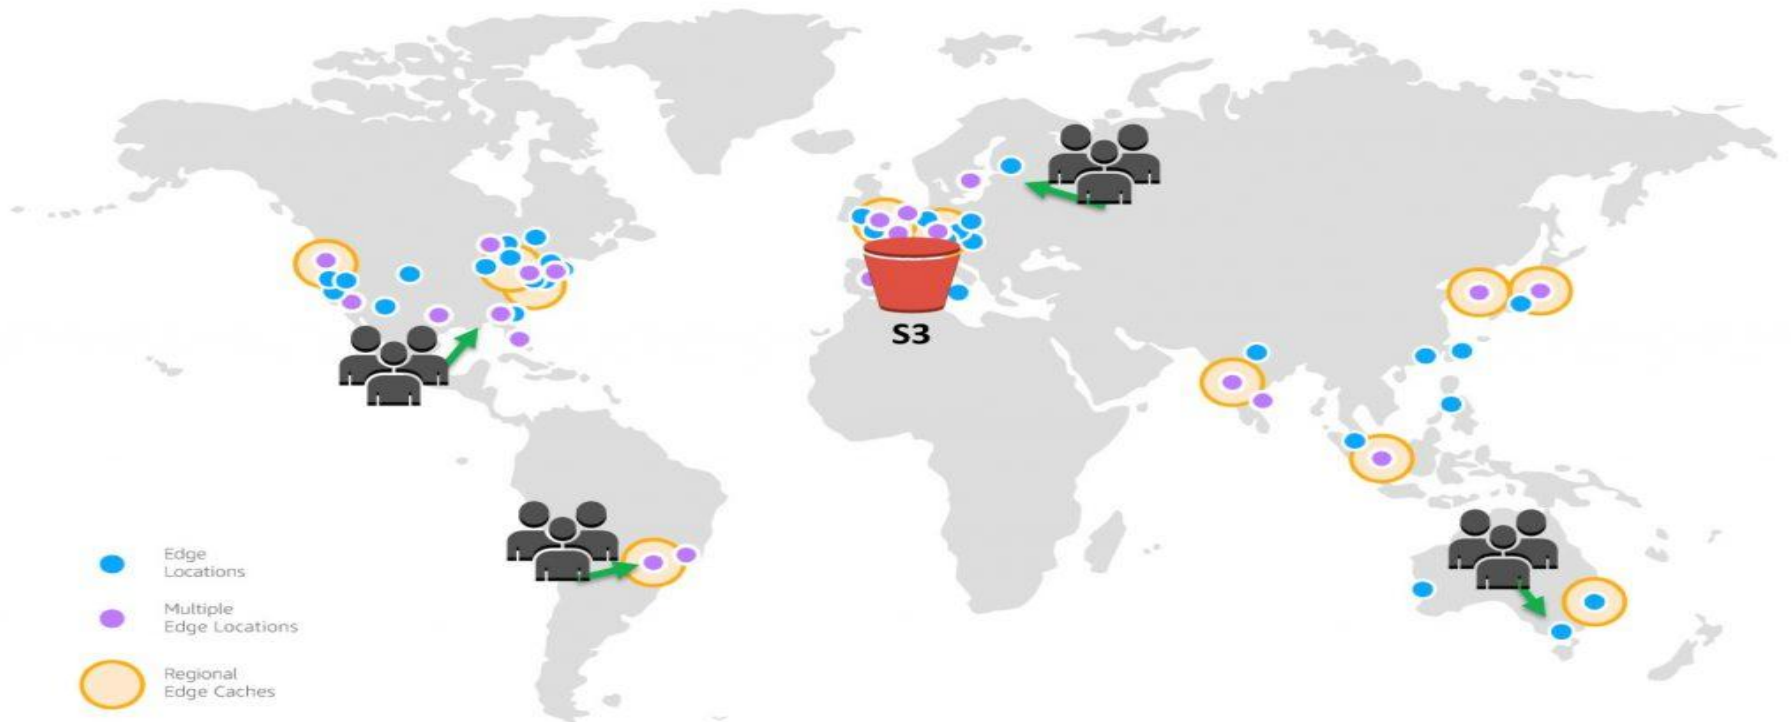 S3
Edge
Locations
Multiple
Edge Locations
Regional
Edge Caches